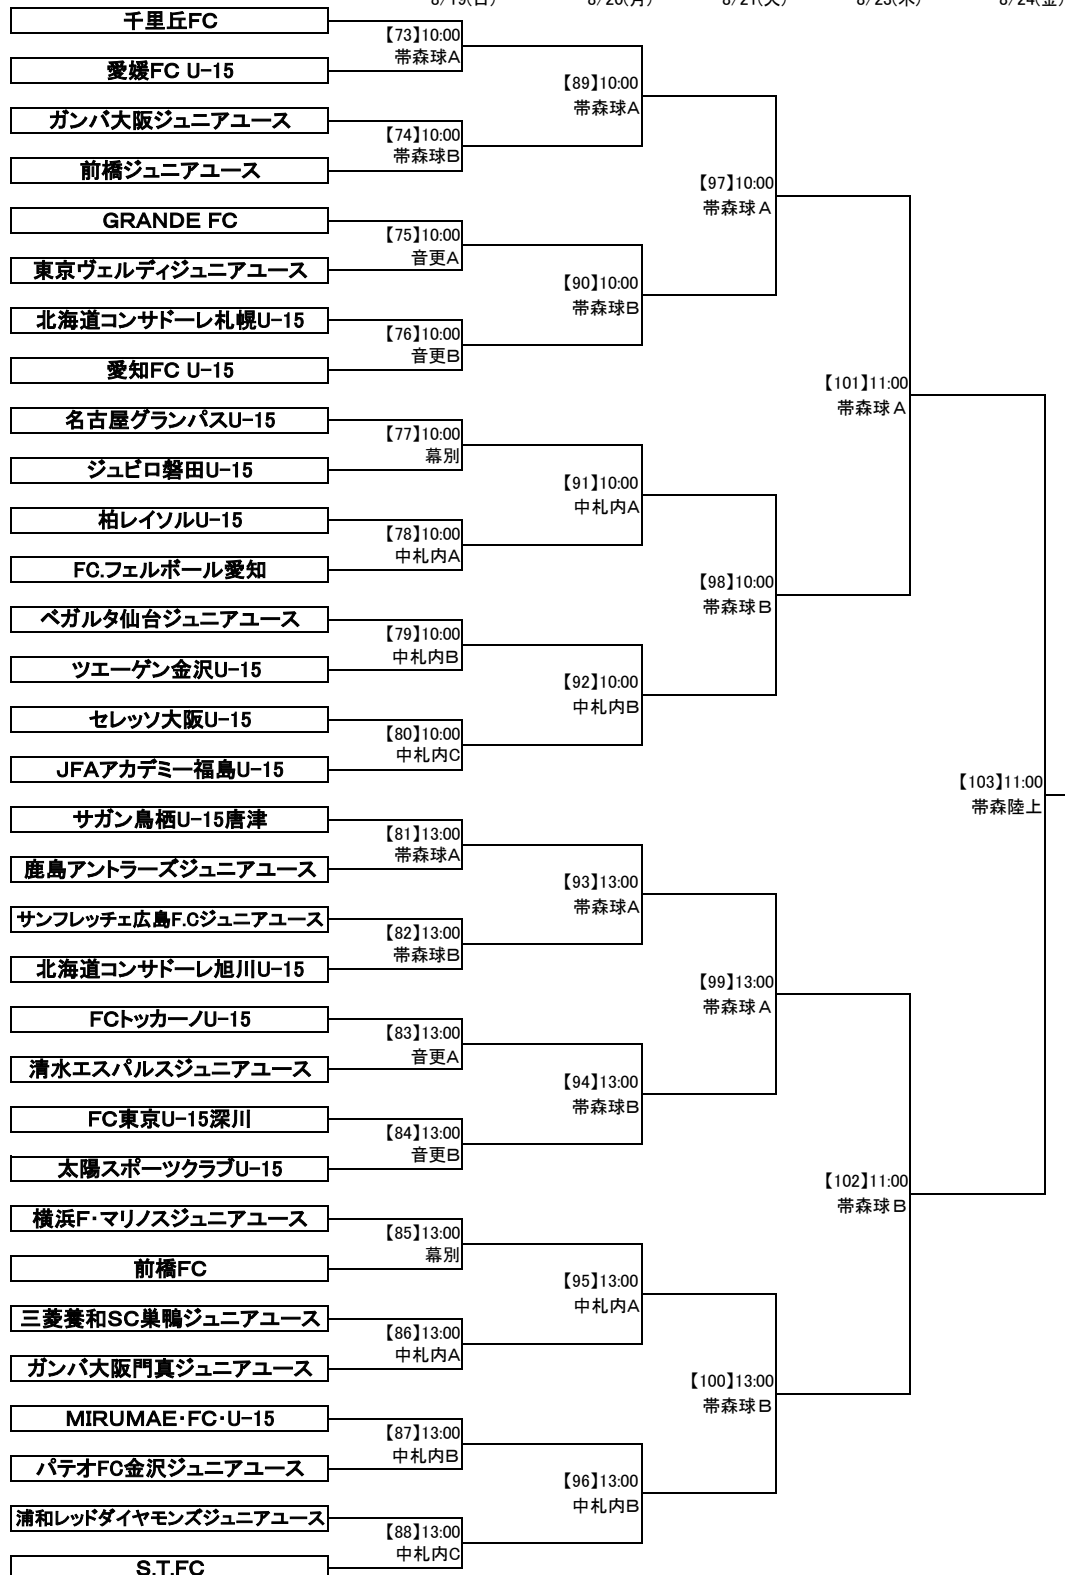 8/19(日) 8/20(月) 8/21(火) 8/23(木) 8/24(金)
千里丘FC
【73】10:00
帯森球A
愛媛FC U-15
【89】10:00
帯森球A
ガンバ大阪ジュニアユース
【74】10:00
帯森球B
前橋ジュニアユース
【97】10:00
帯森球A
GRANDE FC
【75】10:00
音更A
東京ヴェルディジュニアユース
【90】10:00
帯森球B
北海道コンサドーレ札幌U-15
【76】10:00
音更B
愛知FC U-15
【101】11:00
帯森球A
名古屋グランパスU-15
【77】10:00
幕別
ジュビロ磐田U-15
【91】10:00
中札内A
柏レイソルU-15
【78】10:00
中札内A
FC.フェルボール愛知
【98】10:00
帯森球B
ベガルタ仙台ジュニアユース
【79】10:00
中札内B
ツエーゲン金沢U-15
【92】10:00
中札内B
セレッソ大阪U-15
【80】10:00
中札内C
JFAアカデミー福島U-15
【103】11:00
帯森陸上
サガン鳥栖U-15唐津
【81】13:00
帯森球A
鹿島アントラーズジュニアユース
【93】13:00
帯森球A
サンフレッチェ広島F.Cジュニアユース
【82】13:00
帯森球B
北海道コンサドーレ旭川U-15
【99】13:00
帯森球A
FCトッカーノU-15
【83】13:00
音更A
清水エスパルスジュニアユース
【94】13:00
帯森球B
FC東京U-15深川
【84】13:00
音更B
太陽スポーツクラブU-15
【102】11:00
帯森球B
横浜F・マリノスジュニアユース
【85】13:00
幕別
前橋FC
【95】13:00
中札内A
三菱養和SC巣鴨ジュニアユース
【86】13:00
中札内A
ガンバ大阪門真ジュニアユース
【100】13:00
帯森球B
MIRUMAE・FC・U-15
【87】13:00
中札内B
パテオFC金沢ジュニアユース
【96】13:00
中札内B
浦和レッドダイヤモンズジュニアユース
【88】13:00
中札内C
S.T.FC